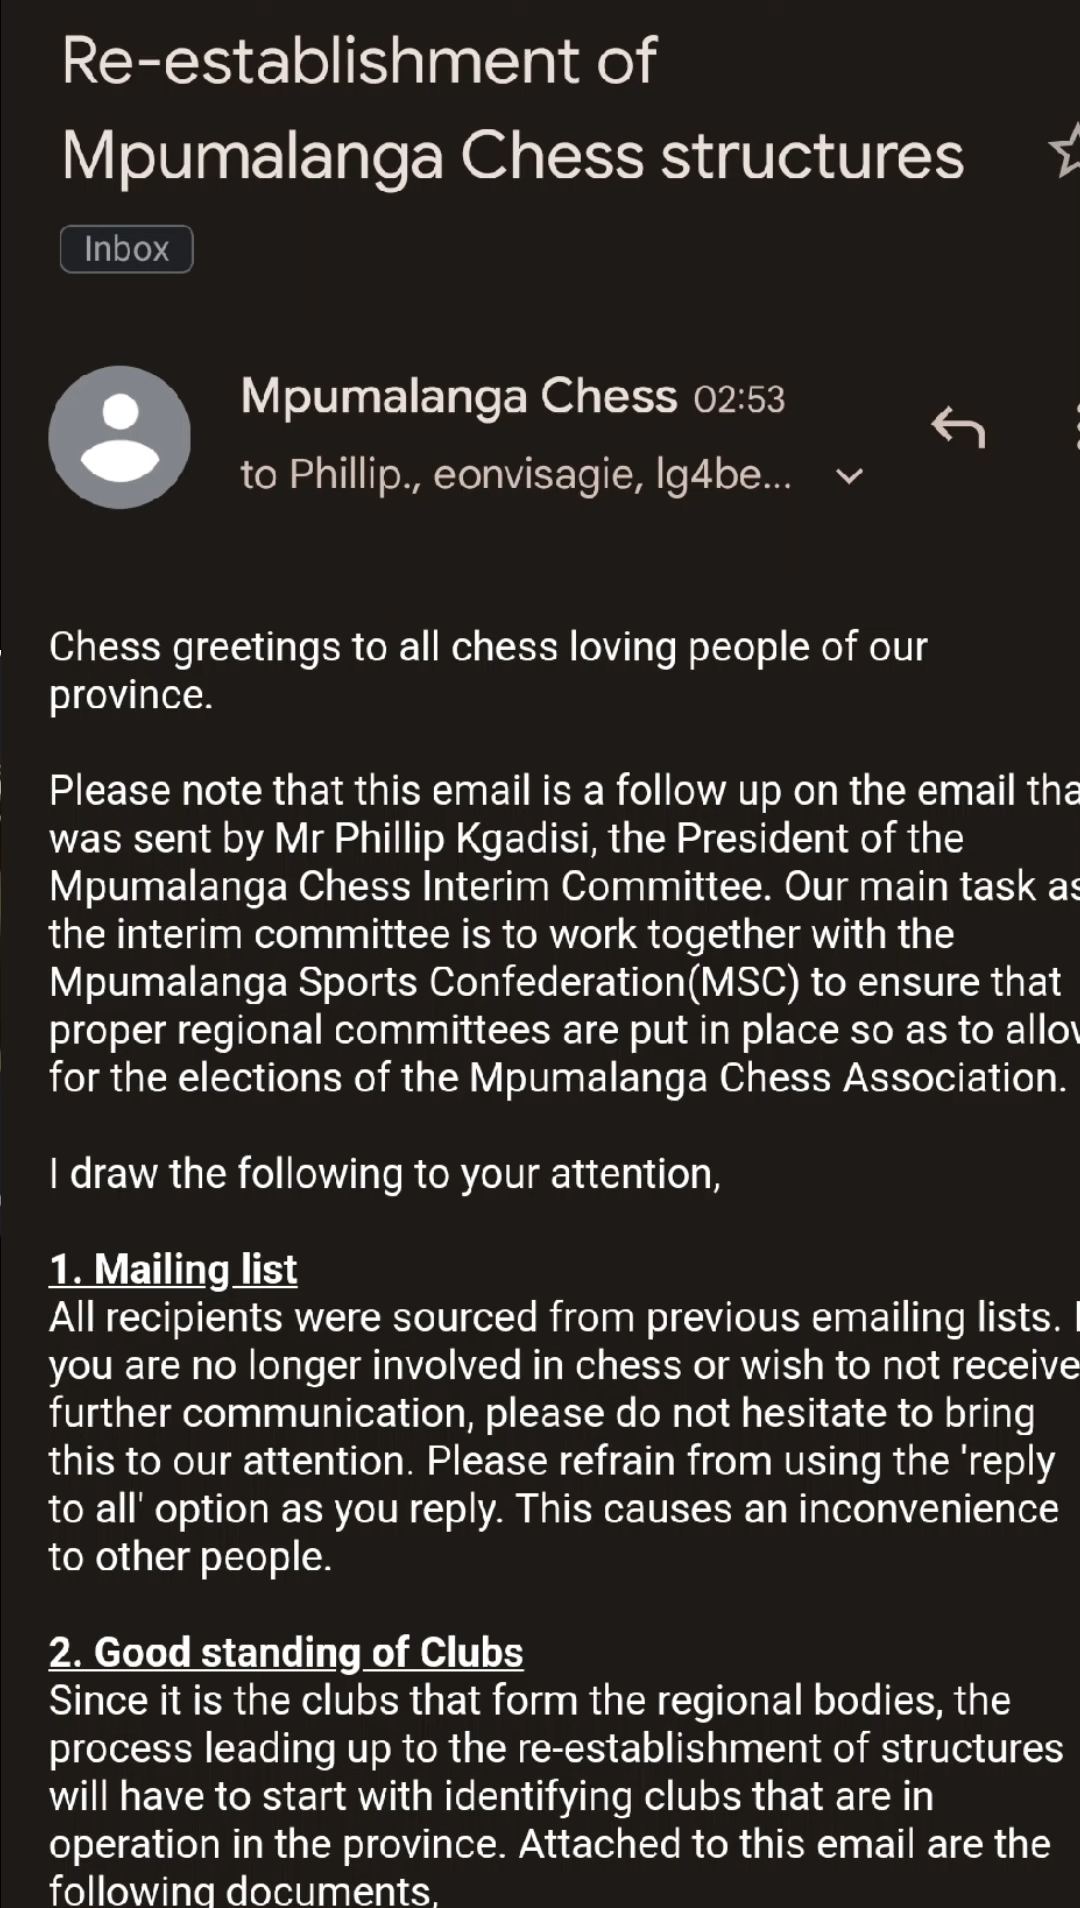 Re-establishment of
Mpumalanga Chess structures
Inbox
Mpumalanga Chess 02:53
to Phillip., eonvisagie, lg4be...
Chess greetings to all chess loving people of our
province.
Please note that this email is a follow up on the email tha
was sent by Mr Phillip Kgadisi, the President of the
Mpumalanga Chess Interim Committee. Our main task as
the interim committee is to work together with the
Mpumalanga Sports Confederation(MSC) to ensure that
proper regional committees are put in place so as to allow
for the elections of the Mpumalanga Chess Association.
I draw the following to your attention,
1. Mailing list
All recipients were sourced from previous emailing lists.
you are no longer involved in chess or wish to not receive
further communication, please do not hesitate to bring
this to our attention. Please refrain from using the 'reply
to all' option as you reply. This causes an inconvenience
to other people.
2. Good standing of Clubs
Since it is the clubs that form the regional bodies, the
process leading up to the re-establishment of structures
will have to start with identifying clubs that are in
operation in the province. Attached to this email are the
following documents,